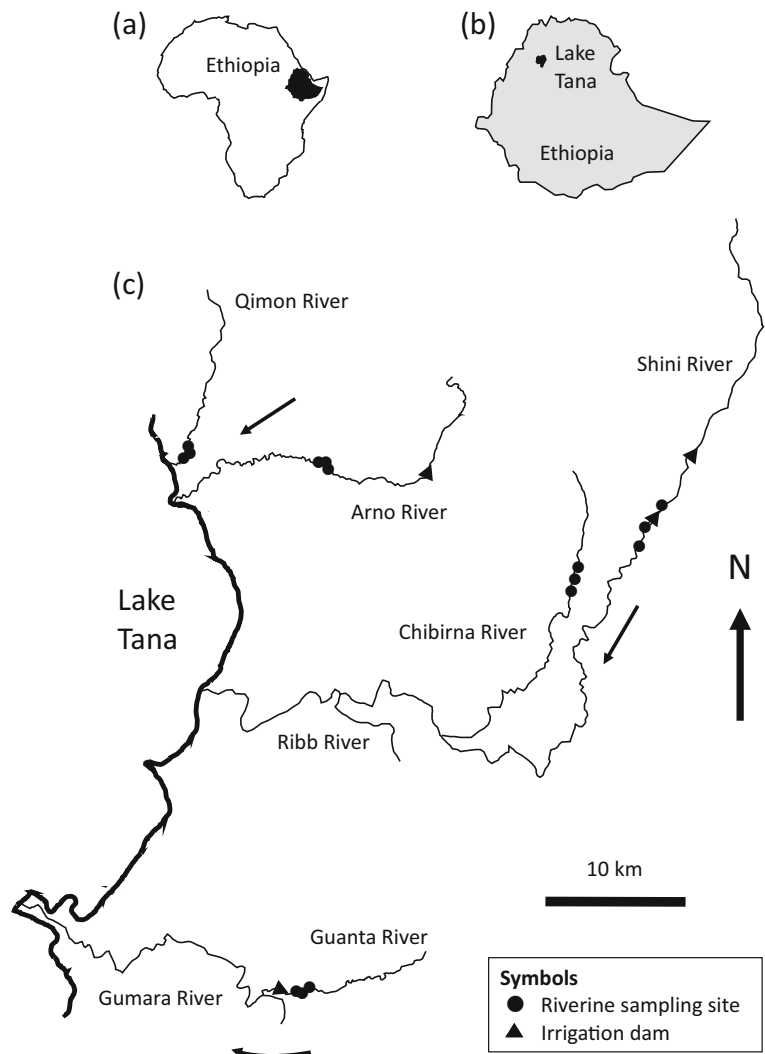 (a)
Ethiopia
(b)
Lake
Tana
Ethiopia
(c)
Qimon River
Shini River
Arno River
Lake
Tana
Chibirna River
N
Ribb River
10 km
Guanta River
Gumara River
Symbols
Riverine sampling site
Irrigation dam